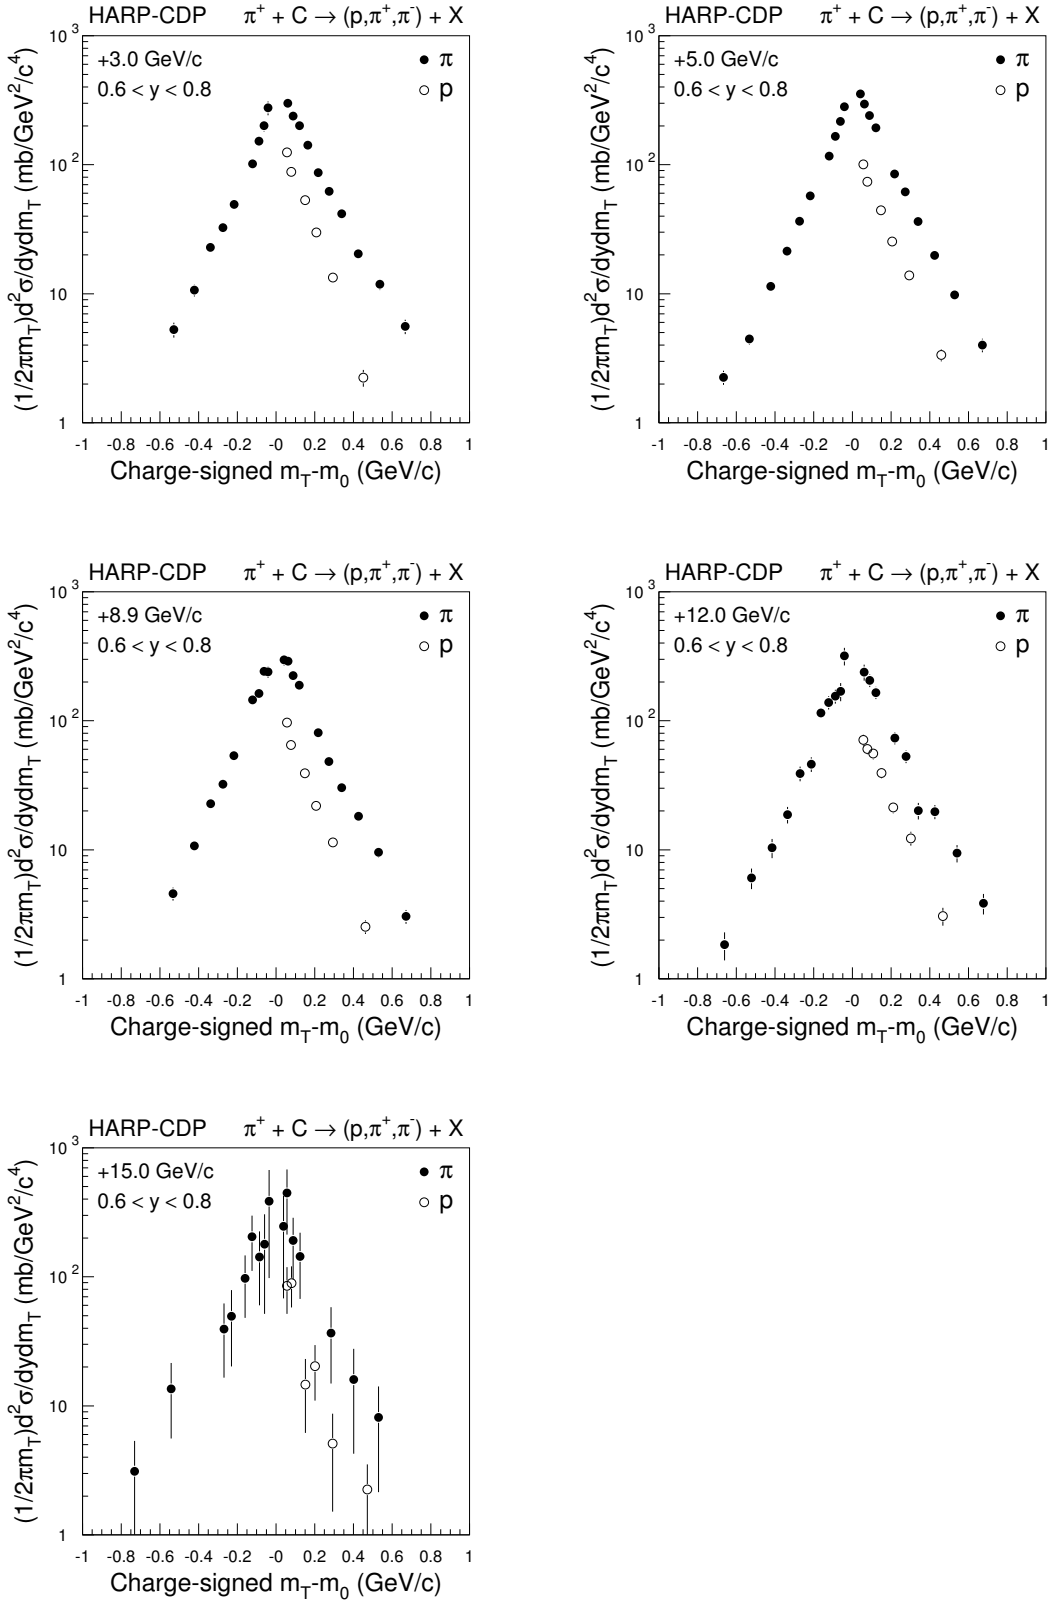 HARP-CDP π⁺ + C → (p,π⁺,π⁻) + X
+3.0 GeV/c
0.6 < y < 0.8
π
p
10³
10²
10
1
(1/2πm_T)d²σ/dydm_T (mb/GeV²/c⁴)
-1 -0.8 -0.6 -0.4 -0.2 -0 0.2 0.4 0.6 0.8 1
Charge-signed m_T-m_0 (GeV/c)
HARP-CDP π⁺ + C → (p,π⁺,π⁻) + X
+5.0 GeV/c
0.6 < y < 0.8
π
p
10³
10²
10
1
(1/2πm_T)d²σ/dydm_T (mb/GeV²/c⁴)
-1 -0.8 -0.6 -0.4 -0.2 -0 0.2 0.4 0.6 0.8 1
Charge-signed m_T-m_0 (GeV/c)
HARP-CDP π⁺ + C → (p,π⁺,π⁻) + X
+8.9 GeV/c
0.6 < y < 0.8
π
p
10³
10²
10
1
(1/2πm_T)d²σ/dydm_T (mb/GeV²/c⁴)
-1 -0.8 -0.6 -0.4 -0.2 -0 0.2 0.4 0.6 0.8 1
Charge-signed m_T-m_0 (GeV/c)
HARP-CDP π⁺ + C → (p,π⁺,π⁻) + X
+12.0 GeV/c
0.6 < y < 0.8
π
p
10³
10²
10
1
(1/2πm_T)d²σ/dydm_T (mb/GeV²/c⁴)
-1 -0.8 -0.6 -0.4 -0.2 -0 0.2 0.4 0.6 0.8 1
Charge-signed m_T-m_0 (GeV/c)
HARP-CDP π⁺ + C → (p,π⁺,π⁻) + X
+15.0 GeV/c
0.6 < y < 0.8
π
p
10³
10²
10
1
(1/2πm_T)d²σ/dydm_T (mb/GeV²/c⁴)
-1 -0.8 -0.6 -0.4 -0.2 -0 0.2 0.4 0.6 0.8 1
Charge-signed m_T-m_0 (GeV/c)